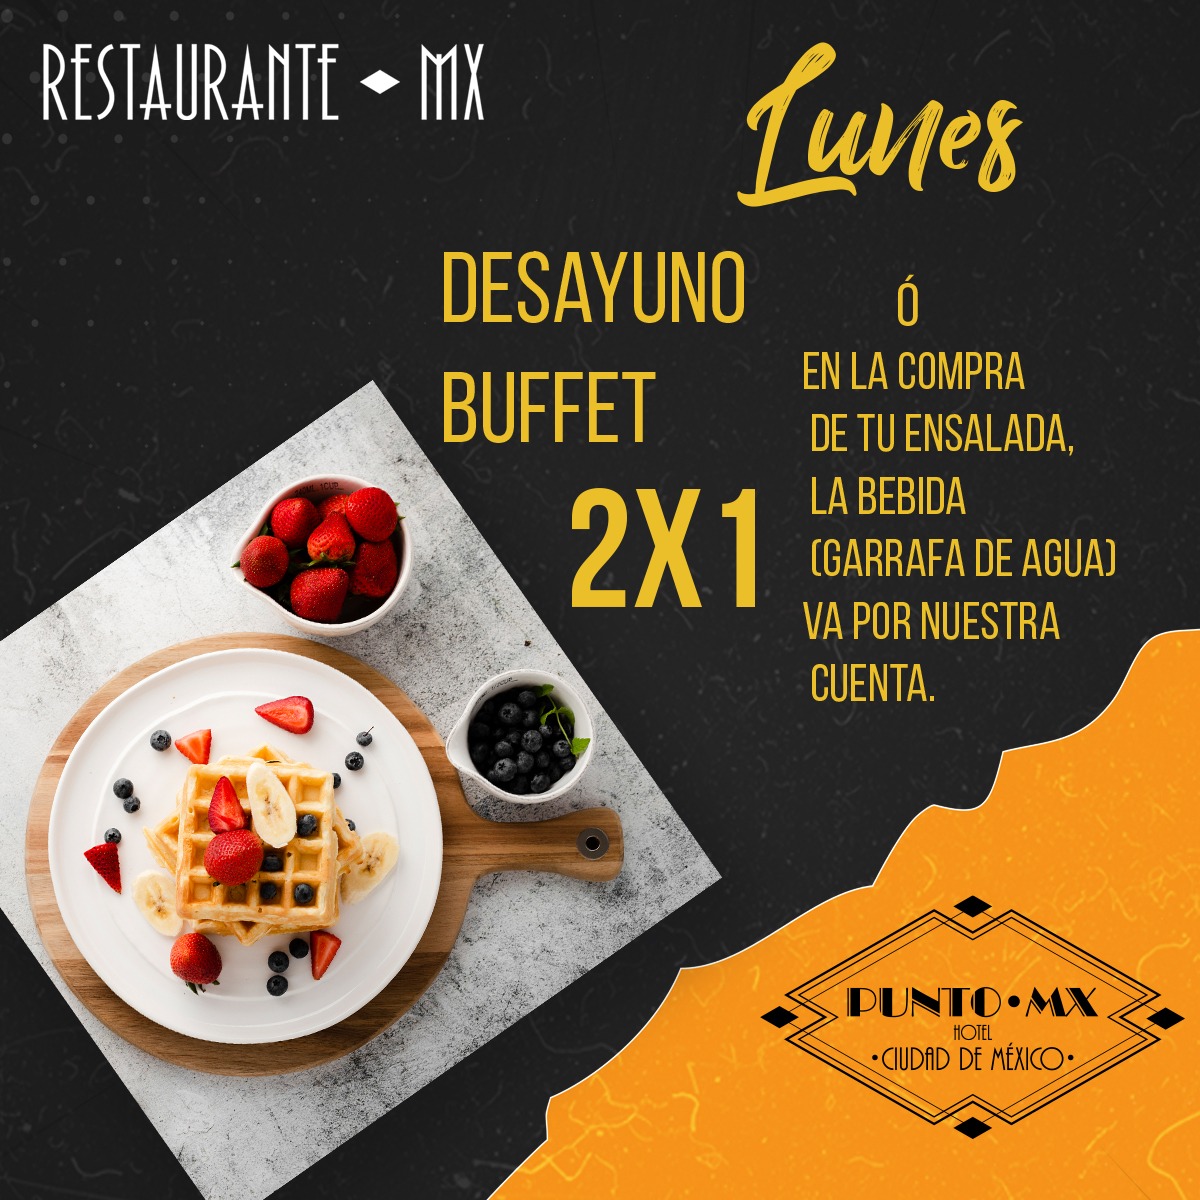 RESTAURANTE ◆ MX
Lunes
DESAYUNO
BUFFET
2X1
Ó
EN LA COMPRA
DE TU ENSALADA,
LA BEBIDA
(GARRAFA DE AGUA)
VA POR NUESTRA
CUENTA.
PUNTO•MX
HOTEL
•CIUDAD DE MÉXICO•